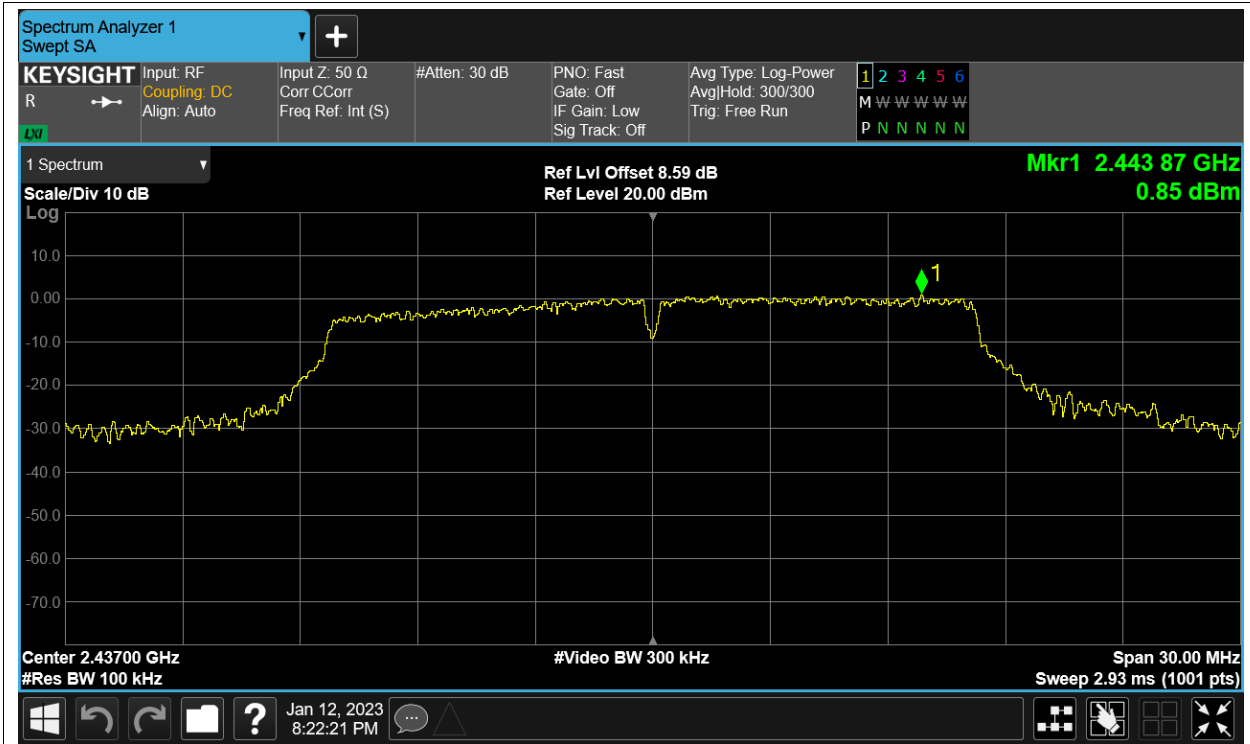 Spectrum Analyzer 1
Swept SA
KEYSIGHT
R
LXI
Input: RF
Coupling: DC
Align: Auto
Input Z: 50 Ω
Corr CCorr
Freq Ref: Int (S)
#Atten: 30 dB
PNO: Fast
Gate: Off
IF Gain: Low
Sig Track: Off
Avg Type: Log-Power
Avg|Hold: 300/300
Trig: Free Run
1 2 3 4 5 6
M W W W W W W
P N N N N N N
1 Spectrum
Scale/Div 10 dB
Log
Ref Lvl Offset 8.59 dB
Ref Level 20.00 dBm
Mkr1 2.443 87 GHz
0.85 dBm
1
10.0
0.00
-10.0
-20.0
-30.0
-40.0
-50.0
-60.0
-70.0
Center 2.43700 GHz
#Res BW 100 kHz
#Video BW 300 kHz
Span 30.00 MHz
Sweep 2.93 ms (1001 pts)
?
Jan 12, 2023
8:22:21 PM